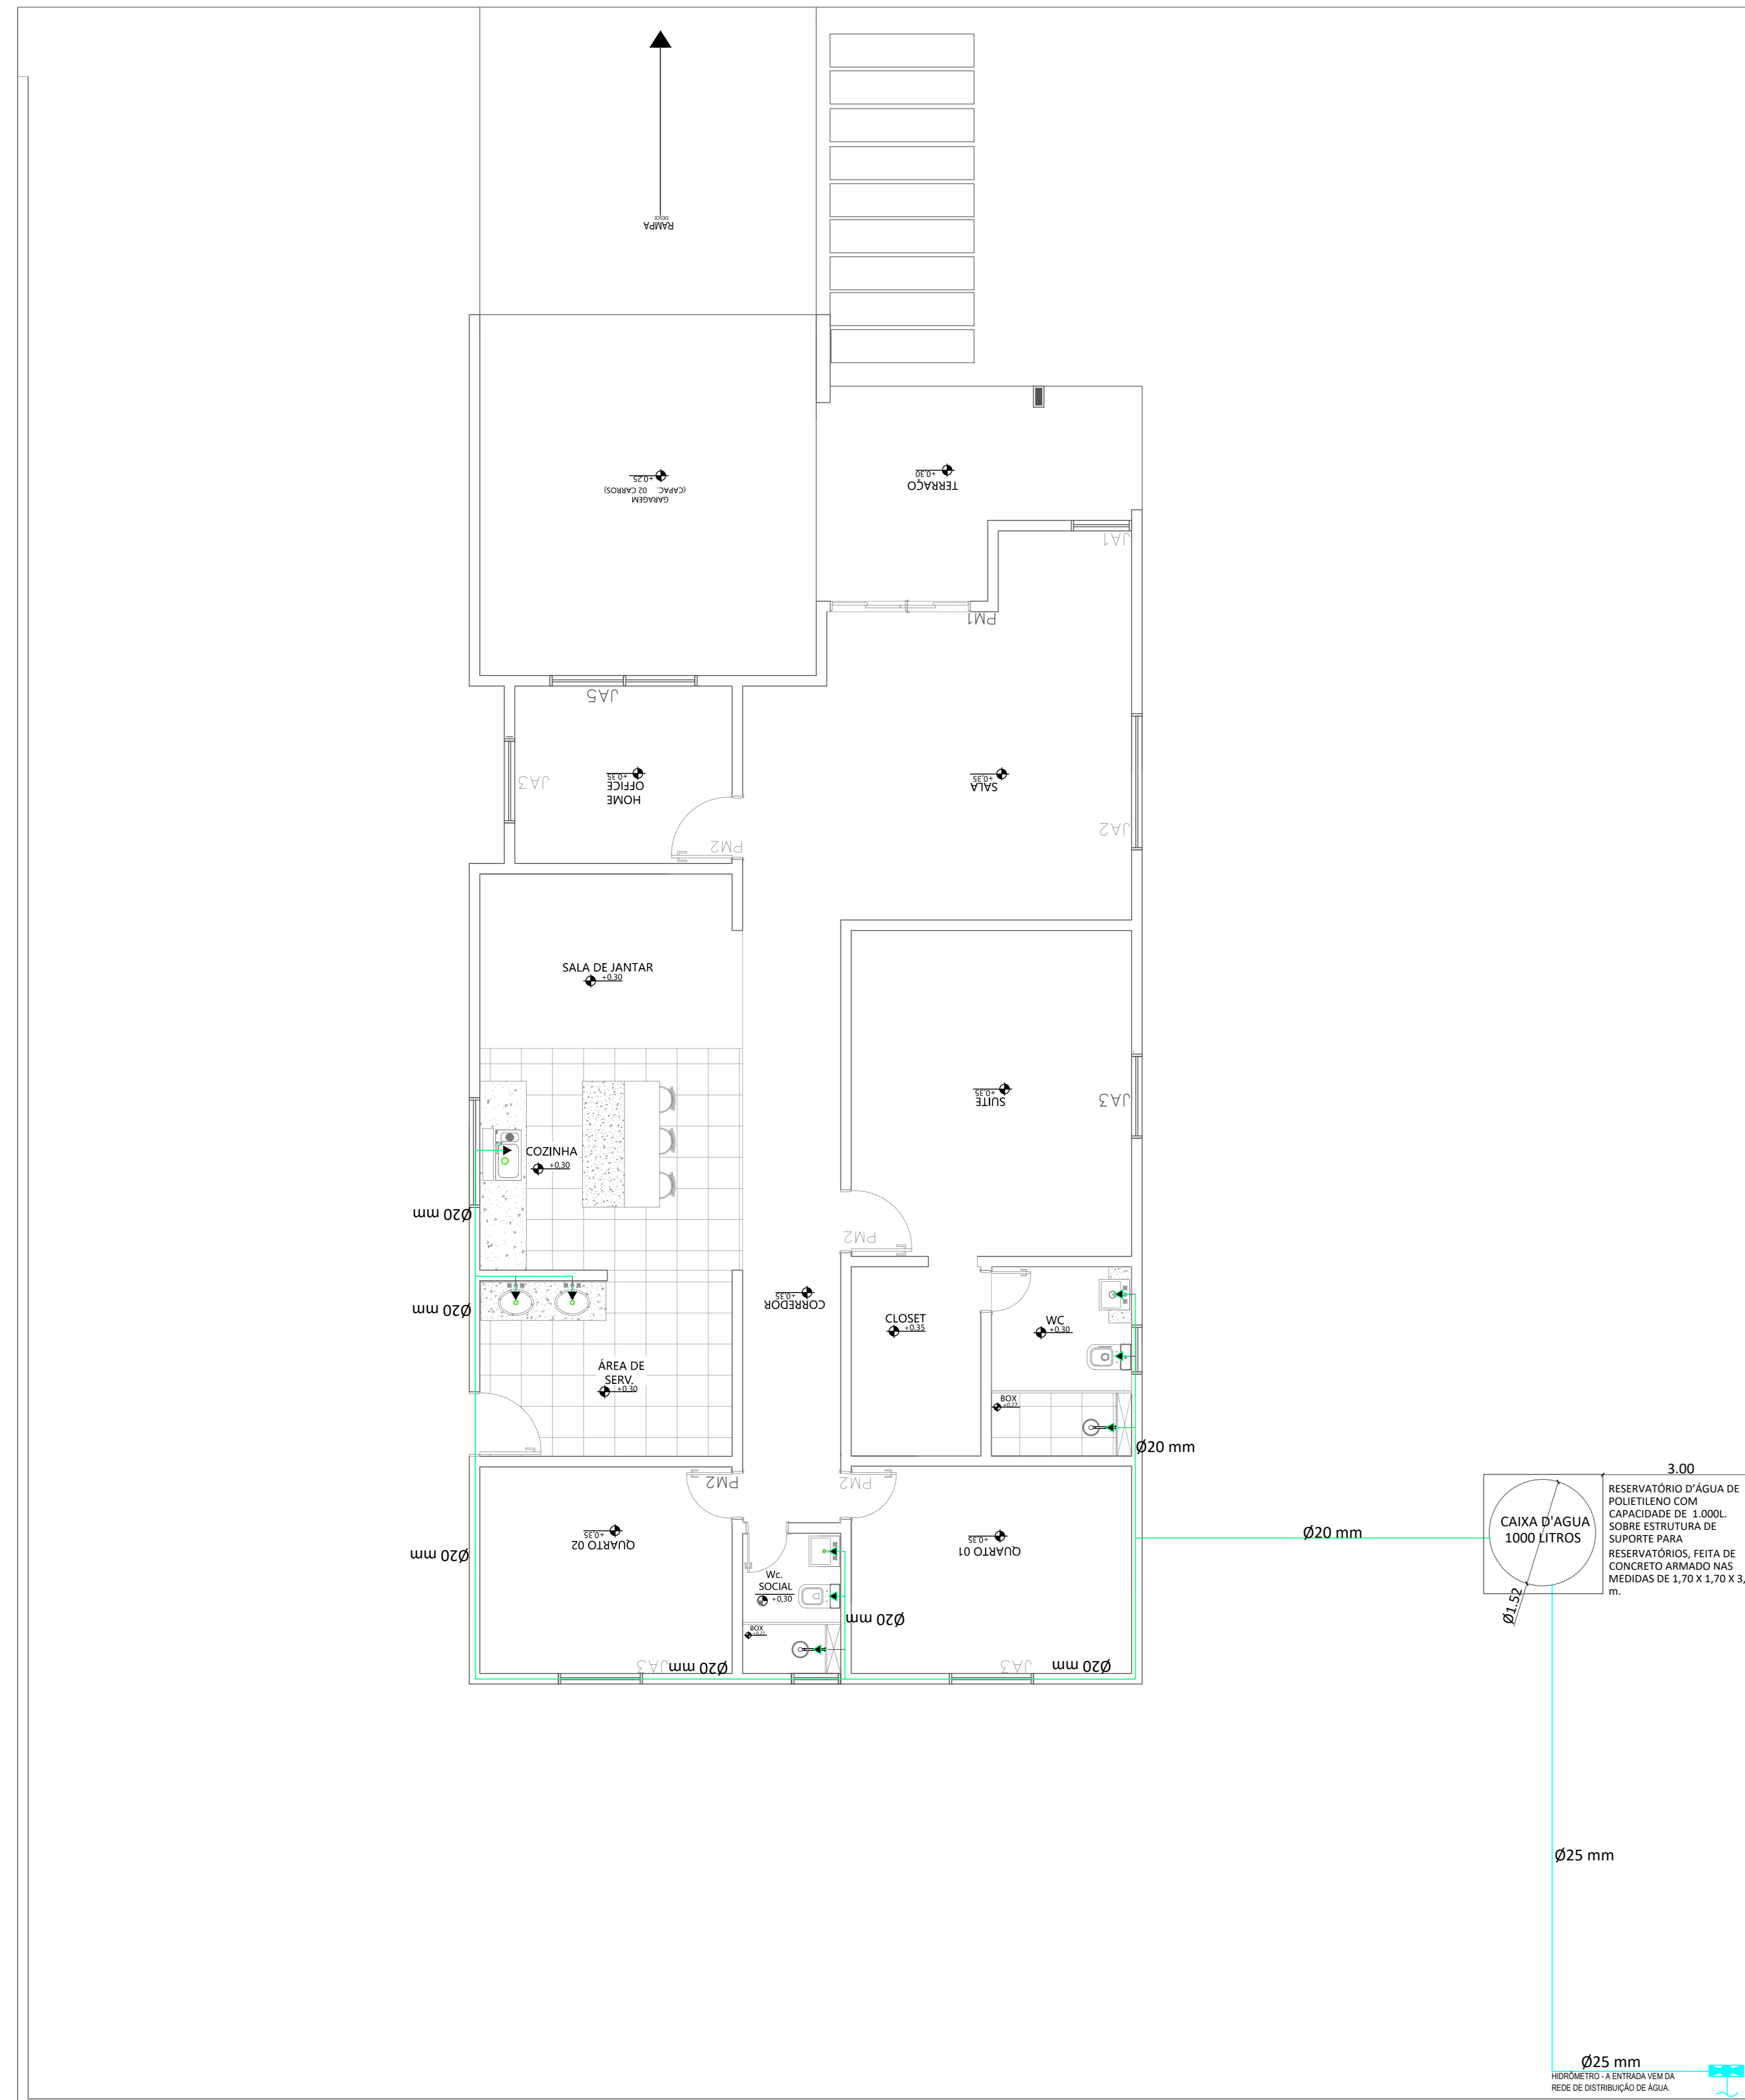 DESCE
RAMPA
+0.25
(CAPAC. 02 CARROS)
GARAGEM
+0.30
TERRAÇO
JA1
PM1
JA5
JA3
+0.35
OFFICE
HOME
+0.35
SALA
JA2
PM2
SALA DE JANTAR
+0,30
+0.35
SUITE
JA3
COZINHA
+0,30
Ø20 mm
PM2
+0.35
CORREDOR
Ø20 mm
CLOSET
+0,35
WC
+0.30
ÁREA DE
SERV.
+0,30
BOX
+0,27
Ø20 mm
PM2
PM2
3.00
RESERVATÓRIO D'ÁGUA DE
POLIETILENO COM
CAPACIDADE DE 1.000L.
SOBRE ESTRUTURA DE
SUPORTE PARA
RESERVATÓRIOS, FEITA DE
CONCRETO ARMADO NAS
MEDIDAS DE 1,70 X 1,70 X 3,
m.
CAIXA D'AGUA
1000 LITROS
Ø1.52
Ø20 mm
+0.35
QUARTO 02
+0.35
QUARTO 01
Ø20 mm
Wc.
SOCIAL
+0,30
Ø20 mm
BOX
+0,27
JA3
Ø20 mm
JA3
Ø20 mm
Ø25 mm
Ø25 mm
HIDRÔMETRO - A ENTRADA VEM DA
REDE DE DISTRIBUIÇÃO DE ÀGUA.